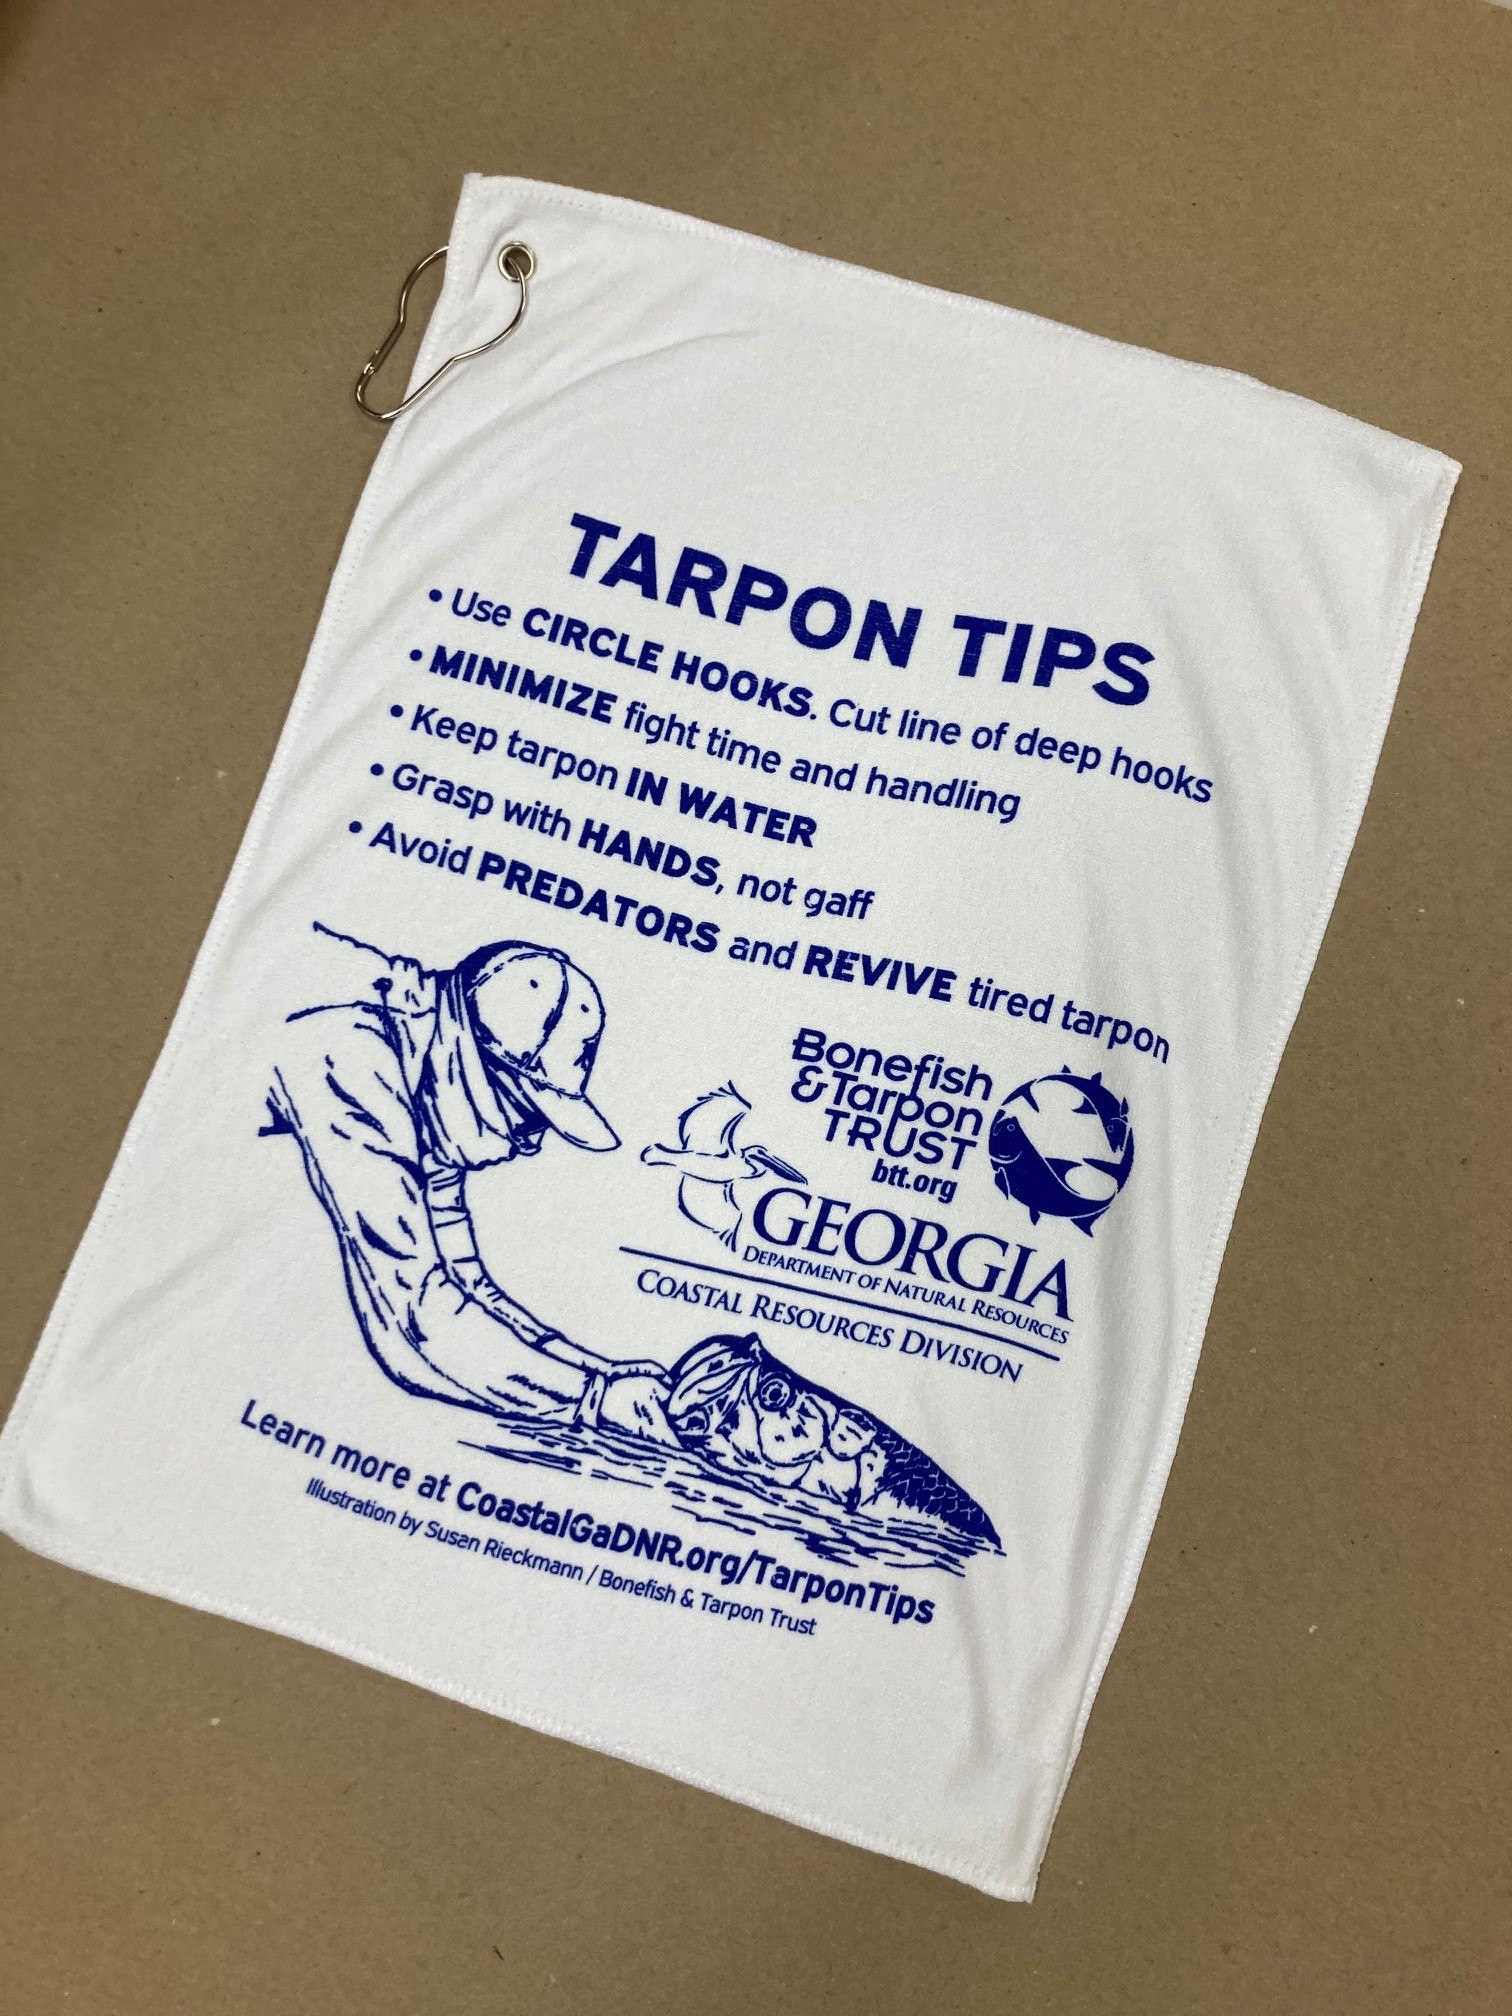 TARPON TIPS
• Use CIRCLE HOOKS. Cut line of deep hooks
• MINIMIZE fight time and handling
• Keep tarpon IN WATER
• Grasp with HANDS, not gaff
• Avoid PREDATORS and REVIVE tired tarpon
Bonefish
&Tarpon
TRUST
btt.org
GEORGIA
DEPARTMENT OF NATURAL RESOURCES
COASTAL RESOURCES DIVISION
Learn more at CoastalGaDNR.org/TarponTips
Illustration by Susan Rieckmann / Bonefish & Tarpon Trust